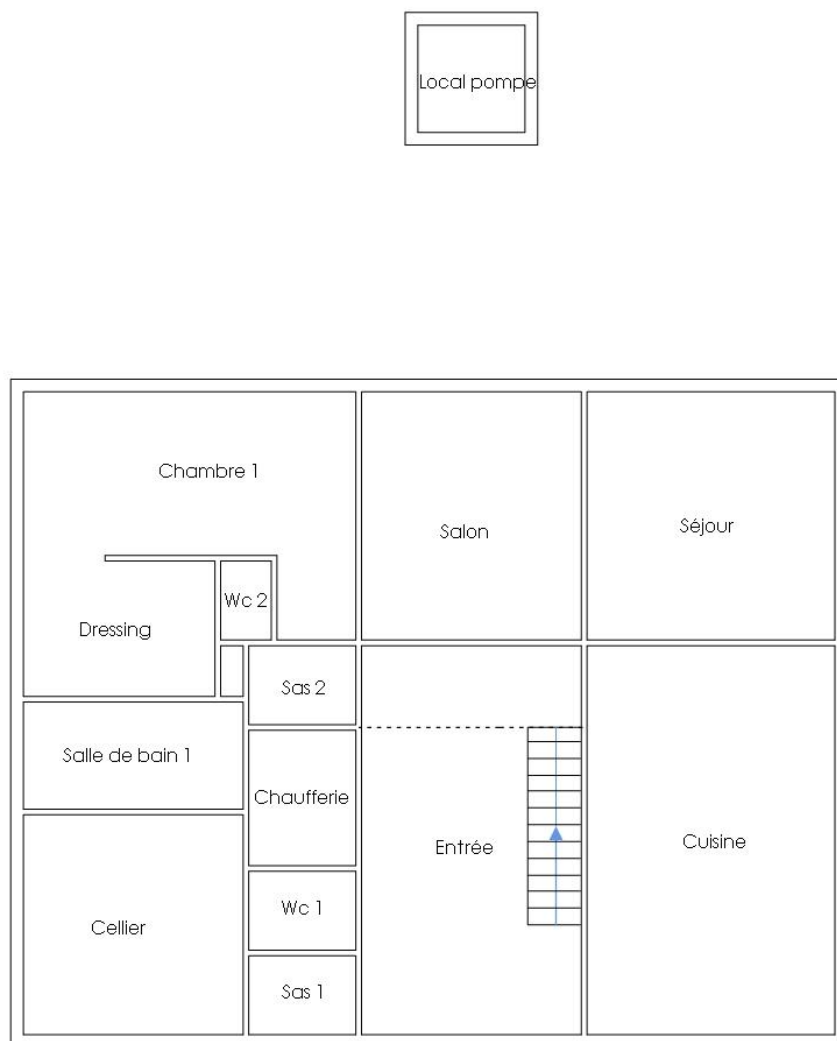 Local pompe
Chambre 1
Salon
Séjour
Wc 2
Dressing
Sas 2
Salle de bain 1
Chaufferie
Entrée
Cuisine
Wc 1
Cellier
Sas 1